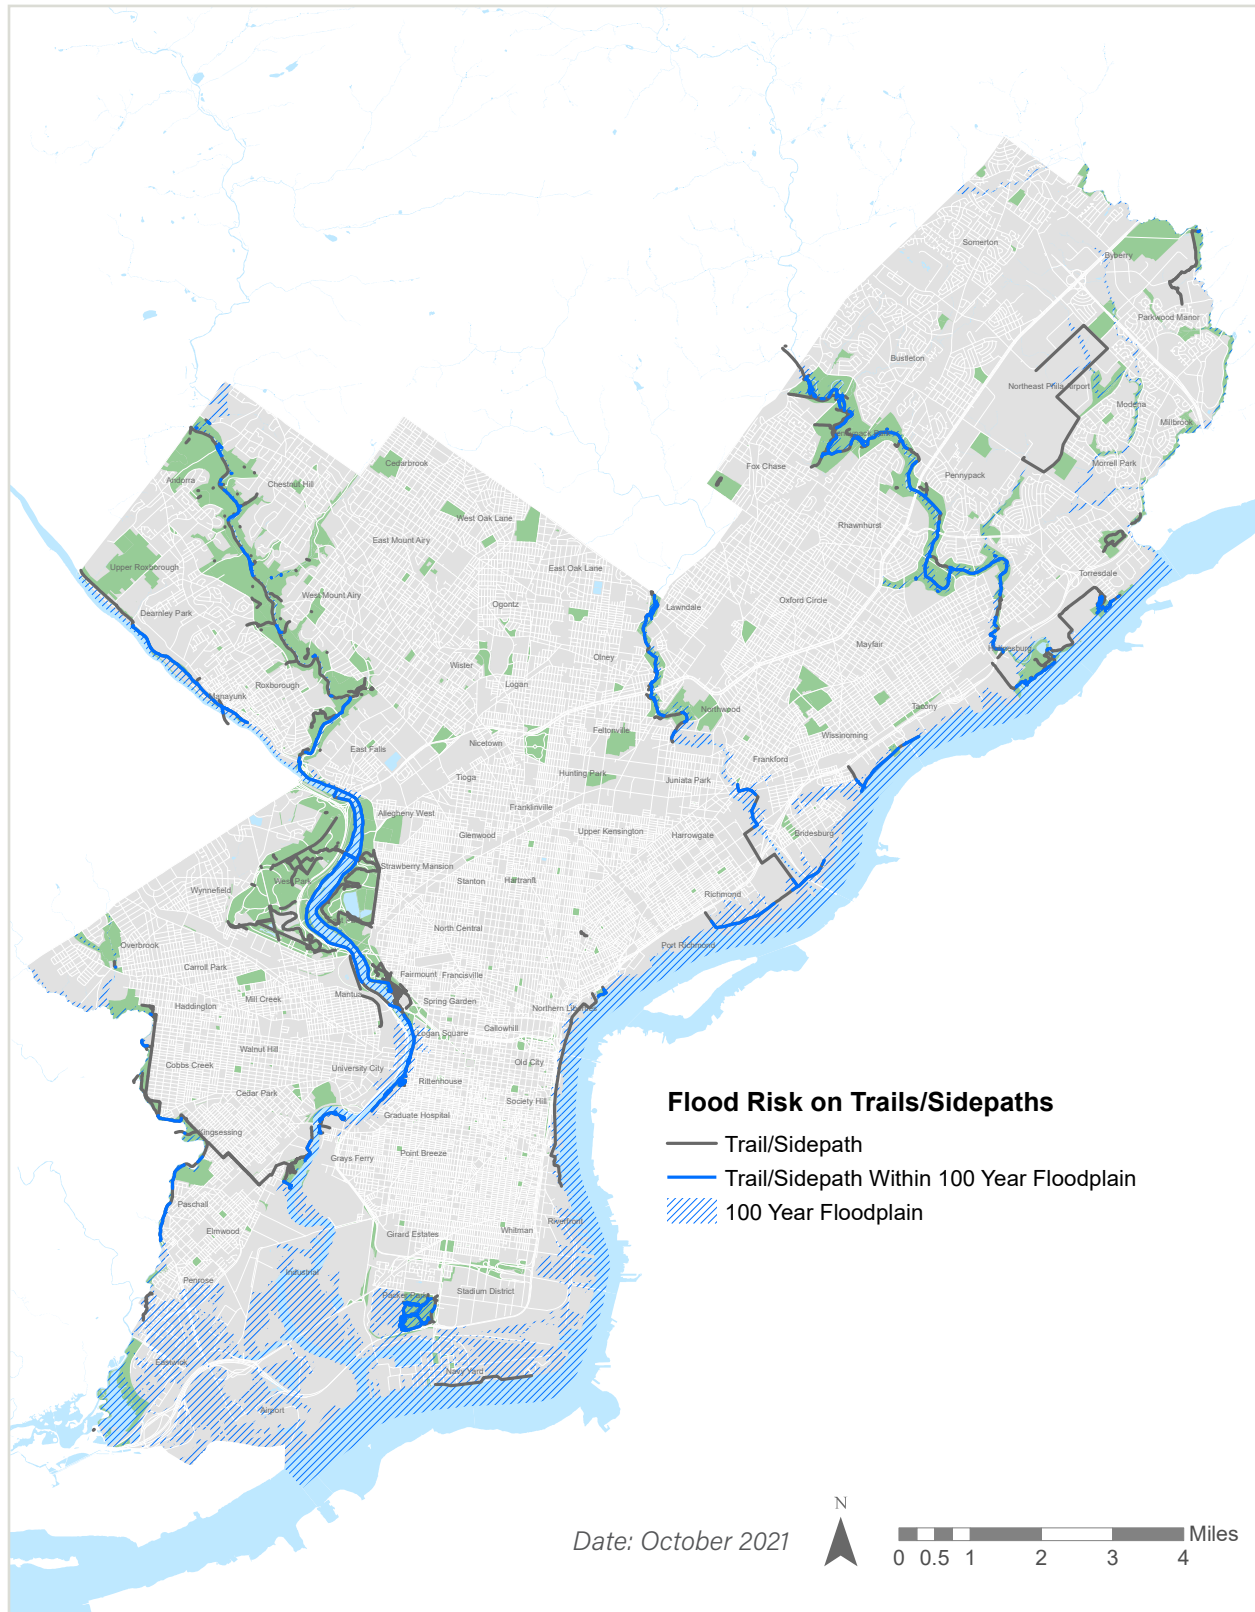 Somerton
Byberry
Parkwood Manor
Bustleton
Northeast Phila Airport
Modena
Millbrook
Fox Chase
Pennypack Park
Pennypack
Morrell Park
Cedarbrook
Andorra
Chestnut Hill
West Oak Lane
Rhawnhurst
East Mount Airy
Upper Roxborough
East Oak Lane
Torresdale
West Mount Airy
Dearnley Park
Ogontz
Lawndale
Oxford Circle
Mayfair
Holmesburg
Wister
Olney
Roxborough
Logan
Manayunk
Northwood
Tacony
Feltonville
Wissinoming
Nicetown
East Falls
Frankford
Tioga
Hunting Park
Juniata Park
Franklinville
Allegheny West
Upper Kensington
Harrowgate
Bridesburg
Glenwood
Strawberry Mansion
West Park
Stanton
Hartranft
Wynnefield
Richmond
North Central
Overbrook
Port Richmond
Carroll Park
Fairmount
Francisville
Mantua
Mill Creek
Haddington
Spring Garden
Northern Liberties
Callowhill
Logan Square
Walnut Hill
Old City
Cobbs Creek
University City
Rittenhouse
Cedar Park
Society Hill
Graduate Hospital
Kingsessing
Point Breeze
Grays Ferry
Paschall
Elmwood
Riverfront
Whitman
Girard Estates
Industrial
Penrose
Stadium District
Packer Park
Eastwick
Navy Yard
Airport
Flood Risk on Trails/Sidepaths
Trail/Sidepath
Trail/Sidepath Within 100 Year Floodplain
100 Year Floodplain
N
Date: October 2021
Miles
0 0.5 1 2 3 4